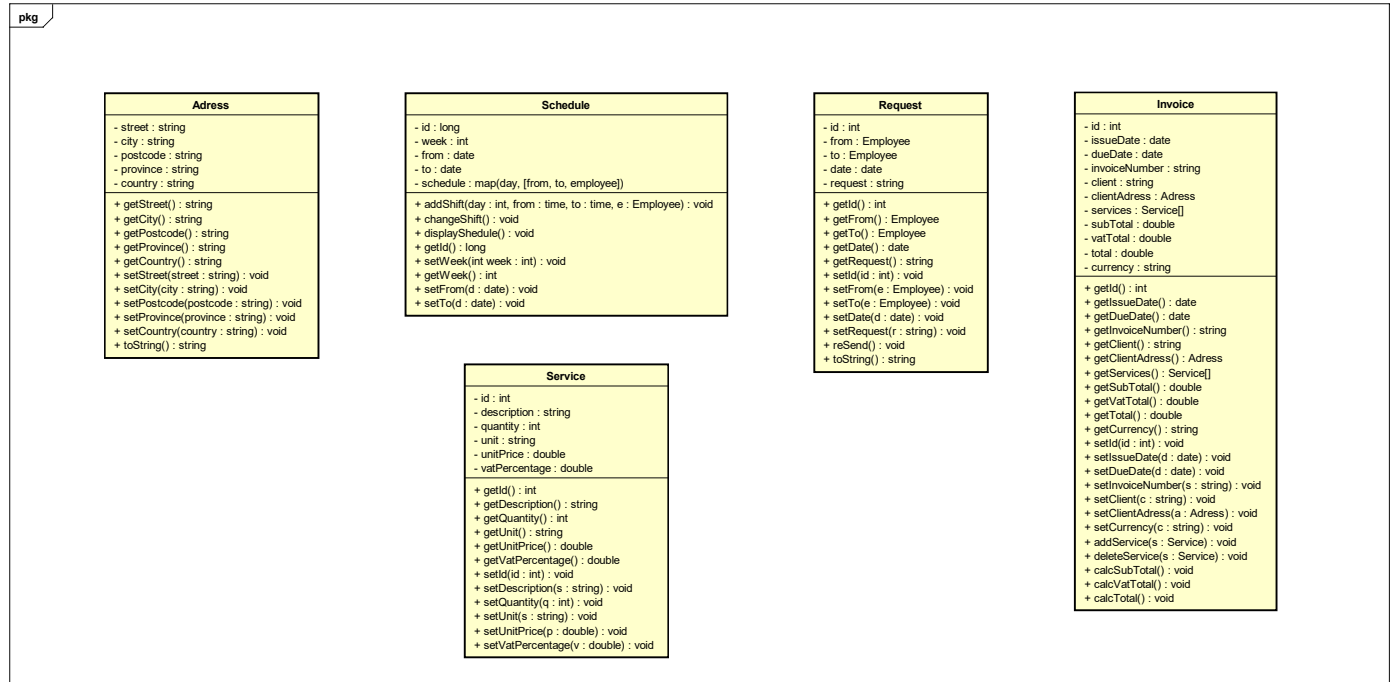 pkg
Adress
- street : string
- city : string
- postcode : string
- province : string
- country : string
+ getStreet() : string
+ getCity() : string
+ getPostcode() : string
+ getProvince() : string
+ getCountry() : string
+ setStreet(street : string) : void
+ setCity(city : string) : void
+ setPostcode(postcode : string) : void
+ setProvince(province : string) : void
+ setCountry(country : string) : void
+ toString() : string
Schedule
- id : long
- week : int
- from : date
- to : date
- schedule : map(day, [from, to, employee])
+ addShift(day : int, from : time, to : time, e : Employee) : void
+ changeShift() : void
+ displayShedule() : void
+ getId() : long
+ setWeek(int week : int) : void
+ getWeek() : int
+ setFrom(d : date) : void
+ setTo(d : date) : void
Request
- id : int
- from : Employee
- to : Employee
- date : date
- request : string
+ getId() : int
+ getFrom() : Employee
+ getTo() : Employee
+ getDate() : date
+ getRequest() : string
+ setId(id : int) : void
+ setFrom(e : Employee) : void
+ setTo(e : Employee) : void
+ setDate(d : date) : void
+ setRequest(r : string) : void
+ reSend() : void
+ toString() : string
Invoice
- id : int
- issueDate : date
- dueDate : date
- invoiceNumber : string
- client : string
- clientAdress : Adress
- services : Service[]
- subTotal : double
- vatTotal : double
- total : double
- currency : string
+ getId() : int
+ getIssueDate() : date
+ getDueDate() : date
+ getInvoiceNumber() : string
+ getClient() : string
+ getClientAdress() : Adress
+ getServices() : Service[]
+ getSubTotal() : double
+ getVatTotal() : double
+ getTotal() : double
+ getCurrency() : string
+ setId(id : int) : void
+ setIssueDate(d : date) : void
+ setDueDate(d : date) : void
+ setInvoiceNumber(s : string) : void
+ setClient(c : string) : void
+ setClientAdress(a : Adress) : void
+ setCurrency(c : string) : void
+ addService(s : Service) : void
+ deleteService(s : Service) : void
+ calcSubTotal() : void
+ calcVatTotal() : void
+ calcTotal() : void
Service
- id : int
- description : string
- quantity : int
- unit : string
- unitPrice : double
- vatPercentage : double
+ getId() : int
+ getDescription() : string
+ getQuantity() : int
+ getUnit() : string
+ getUnitPrice() : double
+ getVatPercentage() : double
+ setId(id : int) : void
+ setDescription(s : string) : void
+ setQuantity(q : int) : void
+ setUnit(s : string) : void
+ setUnitPrice(p : double) : void
+ setVatPercentage(v : double) : void